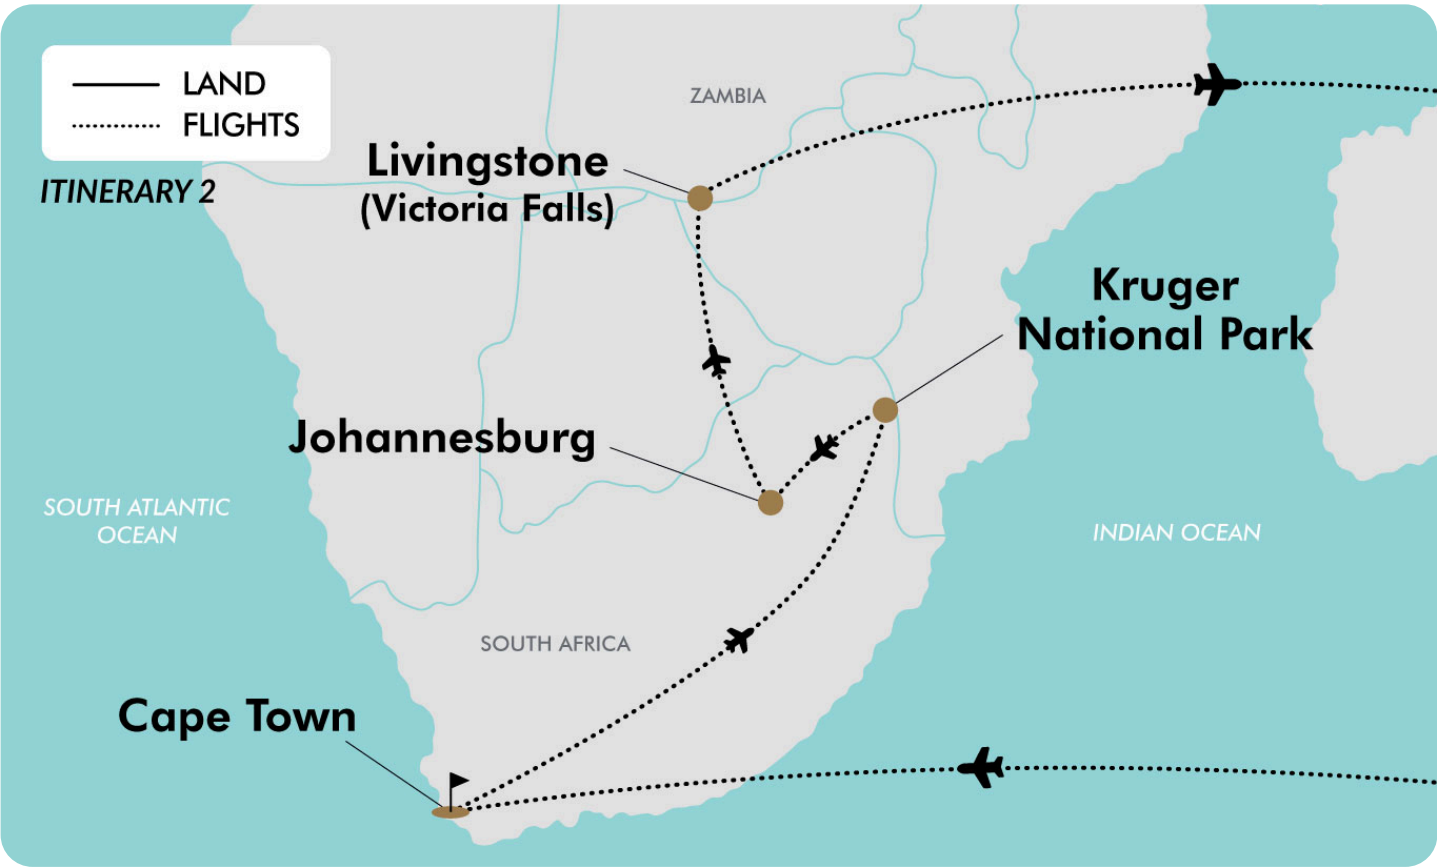 LAND
FLIGHTS
ITINERARY 2
ZAMBIA
Livingstone
(Victoria Falls)
Kruger
National Park
Johannesburg
SOUTH ATLANTIC
OCEAN
INDIAN OCEAN
SOUTH AFRICA
Cape Town